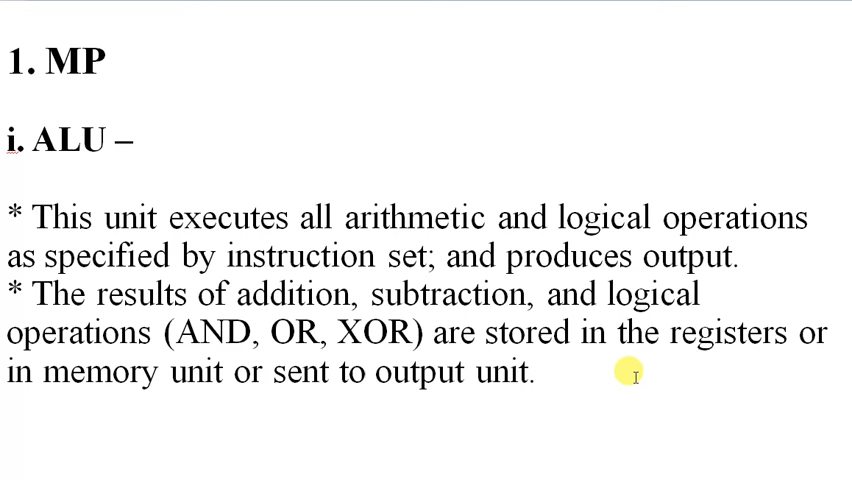 1. MP
i. ALU –
* This unit executes all arithmetic and logical operations
as specified by instruction set; and produces output.
* The results of addition, subtraction, and logical
operations (AND, OR, XOR) are stored in the registers or
in memory unit or sent to output unit.